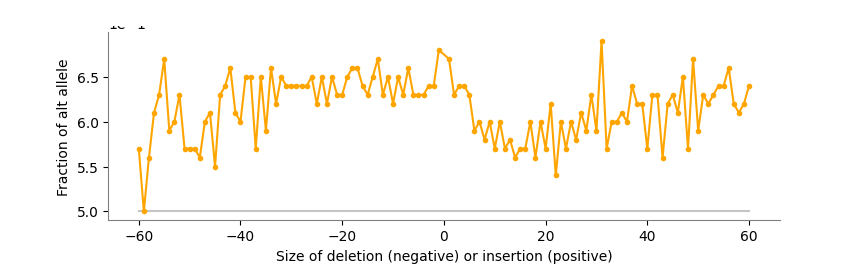 6.5
6.0
5.5
5.0
Fraction of alt allele
−60 −40 −20 0 20 40 60
Size of deletion (negative) or insertion (positive)